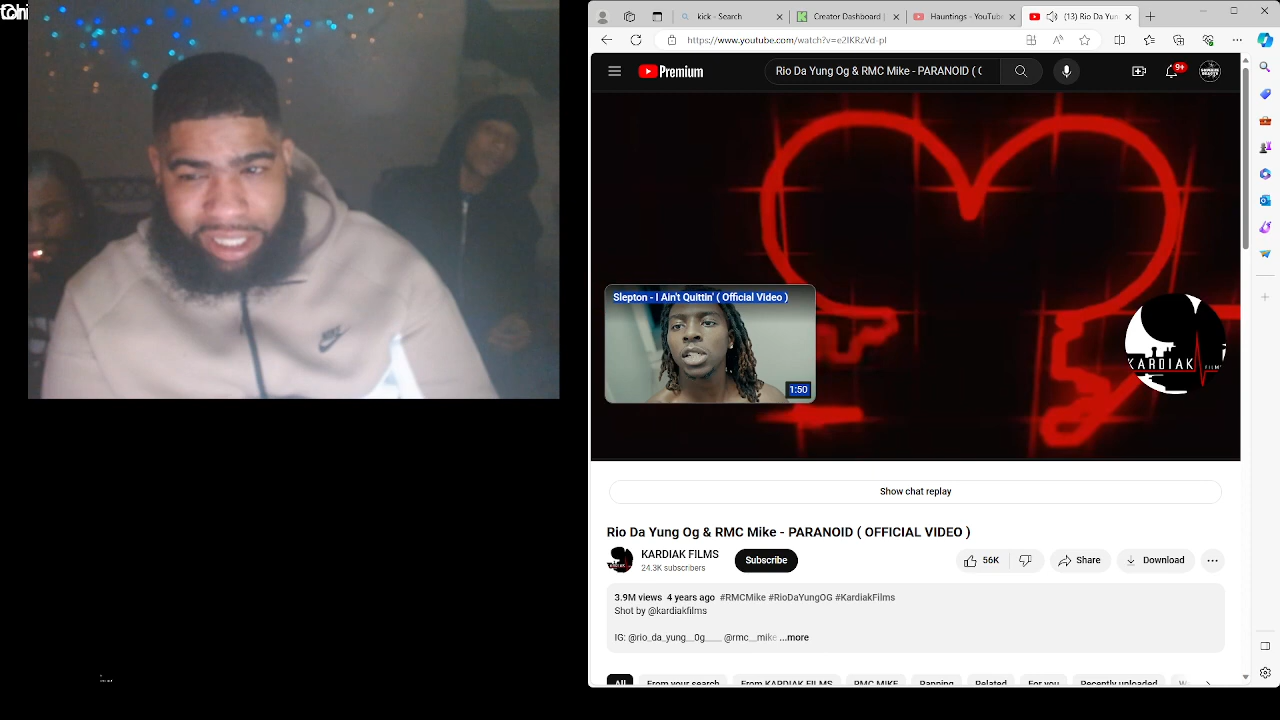 kick - Search
Creator Dashboard |
Hauntings - YouTube
(13) Rio Da Yun
https://www.youtube.com/watch?v=e2IKRzVd-pI
Premium
Rio Da Yung Og & RMC Mike - PARANOID (
9+
Slepton - I Ain't Quittin' ( Official Video )
1:50
KARDIAK FILMS
Show chat replay
Rio Da Yung Og & RMC Mike - PARANOID ( OFFICIAL VIDEO )
KARDIAK FILMS
24.3K subscribers
Subscribe
56K
Share
Download
3.9M views 4 years ago #RMCMike #RioDaYungOG #KardiakFilms
Shot by @kardiakfilms
IG: @rio_da_yung__0g____ @rmc__mike ...more
All
From your search
From KARDIAK FILMS
RMC MIKE
Rapping
Related
For you
Recently uploaded